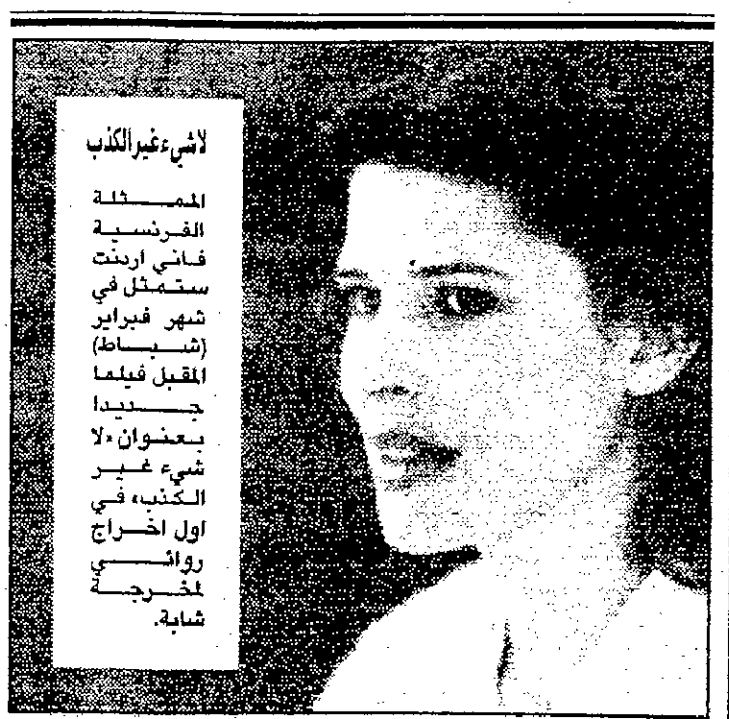 لاشيء غير الكذب
الممثلة
الفرنسية
فاني اردنت
ستمثل في
شهر فبراير
(شباط)
المقبل فيلما
جديدا
بعنوان «لا
شيء غير
الكذب» في
اول اخراج
روائي
لمخرجة
شابة.